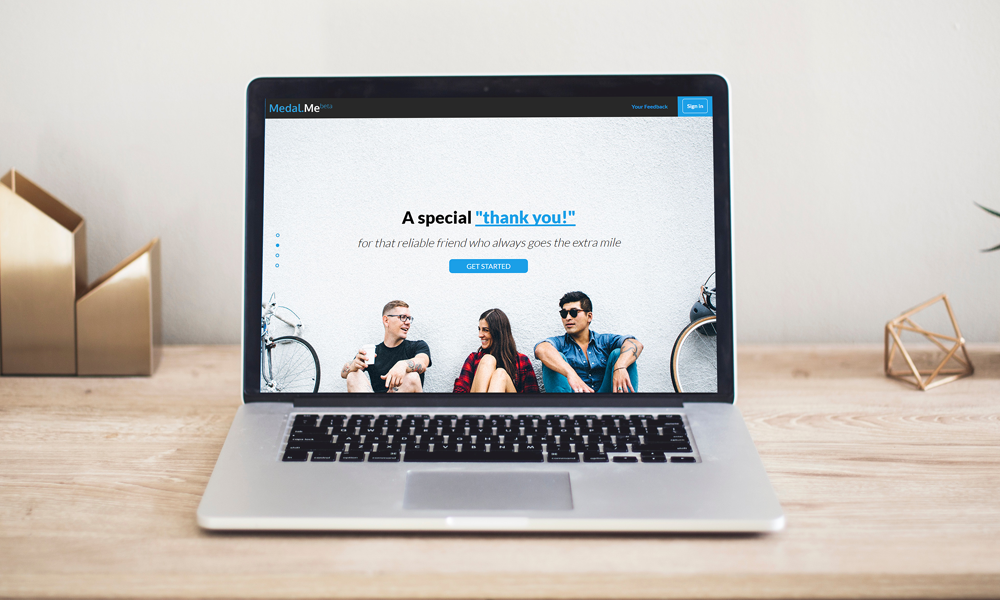 Medal.Me beta
Your Feedback
Sign in
A special "thank you!"
for that reliable friend who always goes the extra mile
GET STARTED